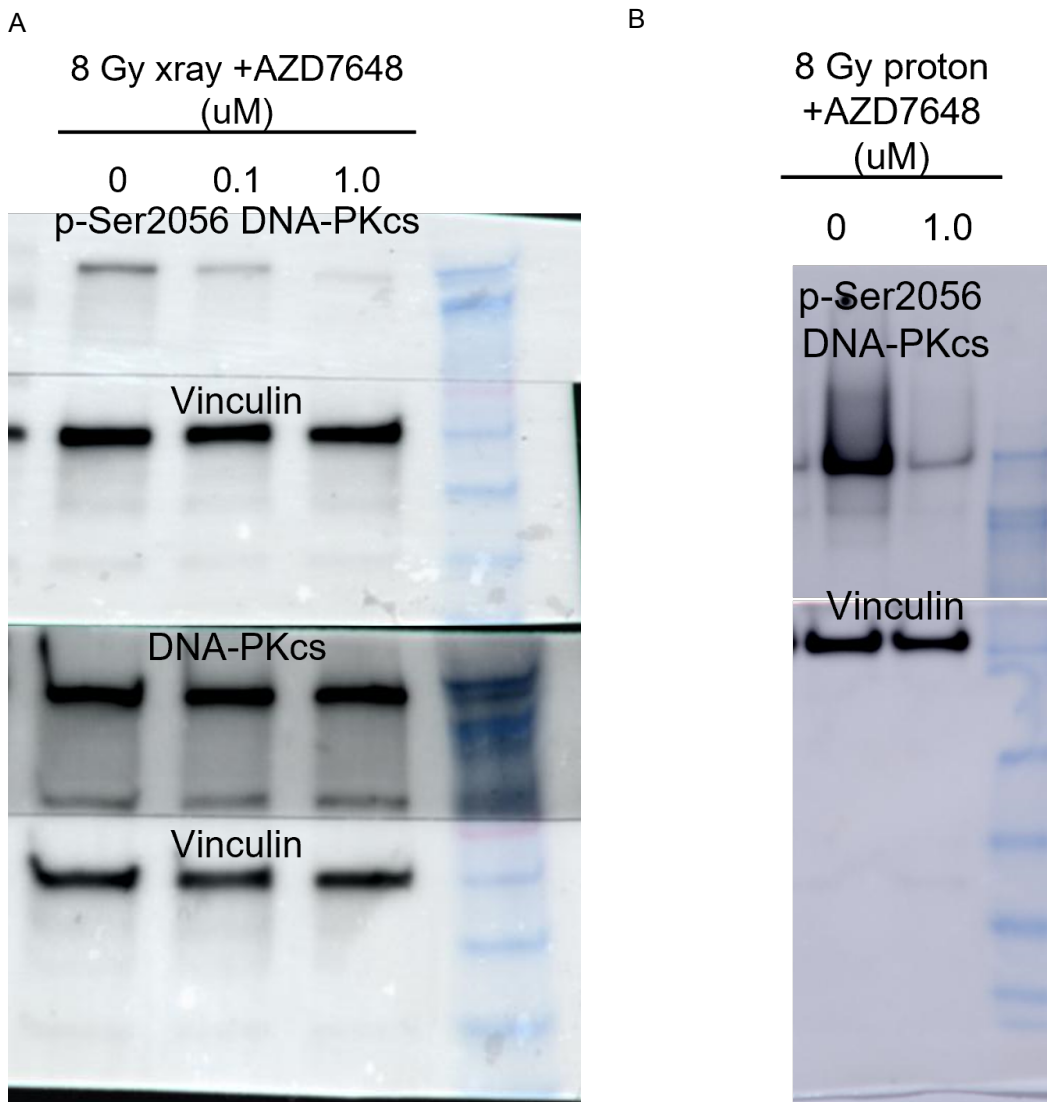 A
8 Gy xray +AZD7648
(uM)
0 0.1 1.0
p-Ser2056 DNA-PKcs
Vinculin
DNA-PKcs
Vinculin
B
8 Gy proton
+AZD7648
(uM)
0 1.0
p-Ser2056
DNA-PKcs
Vinculin